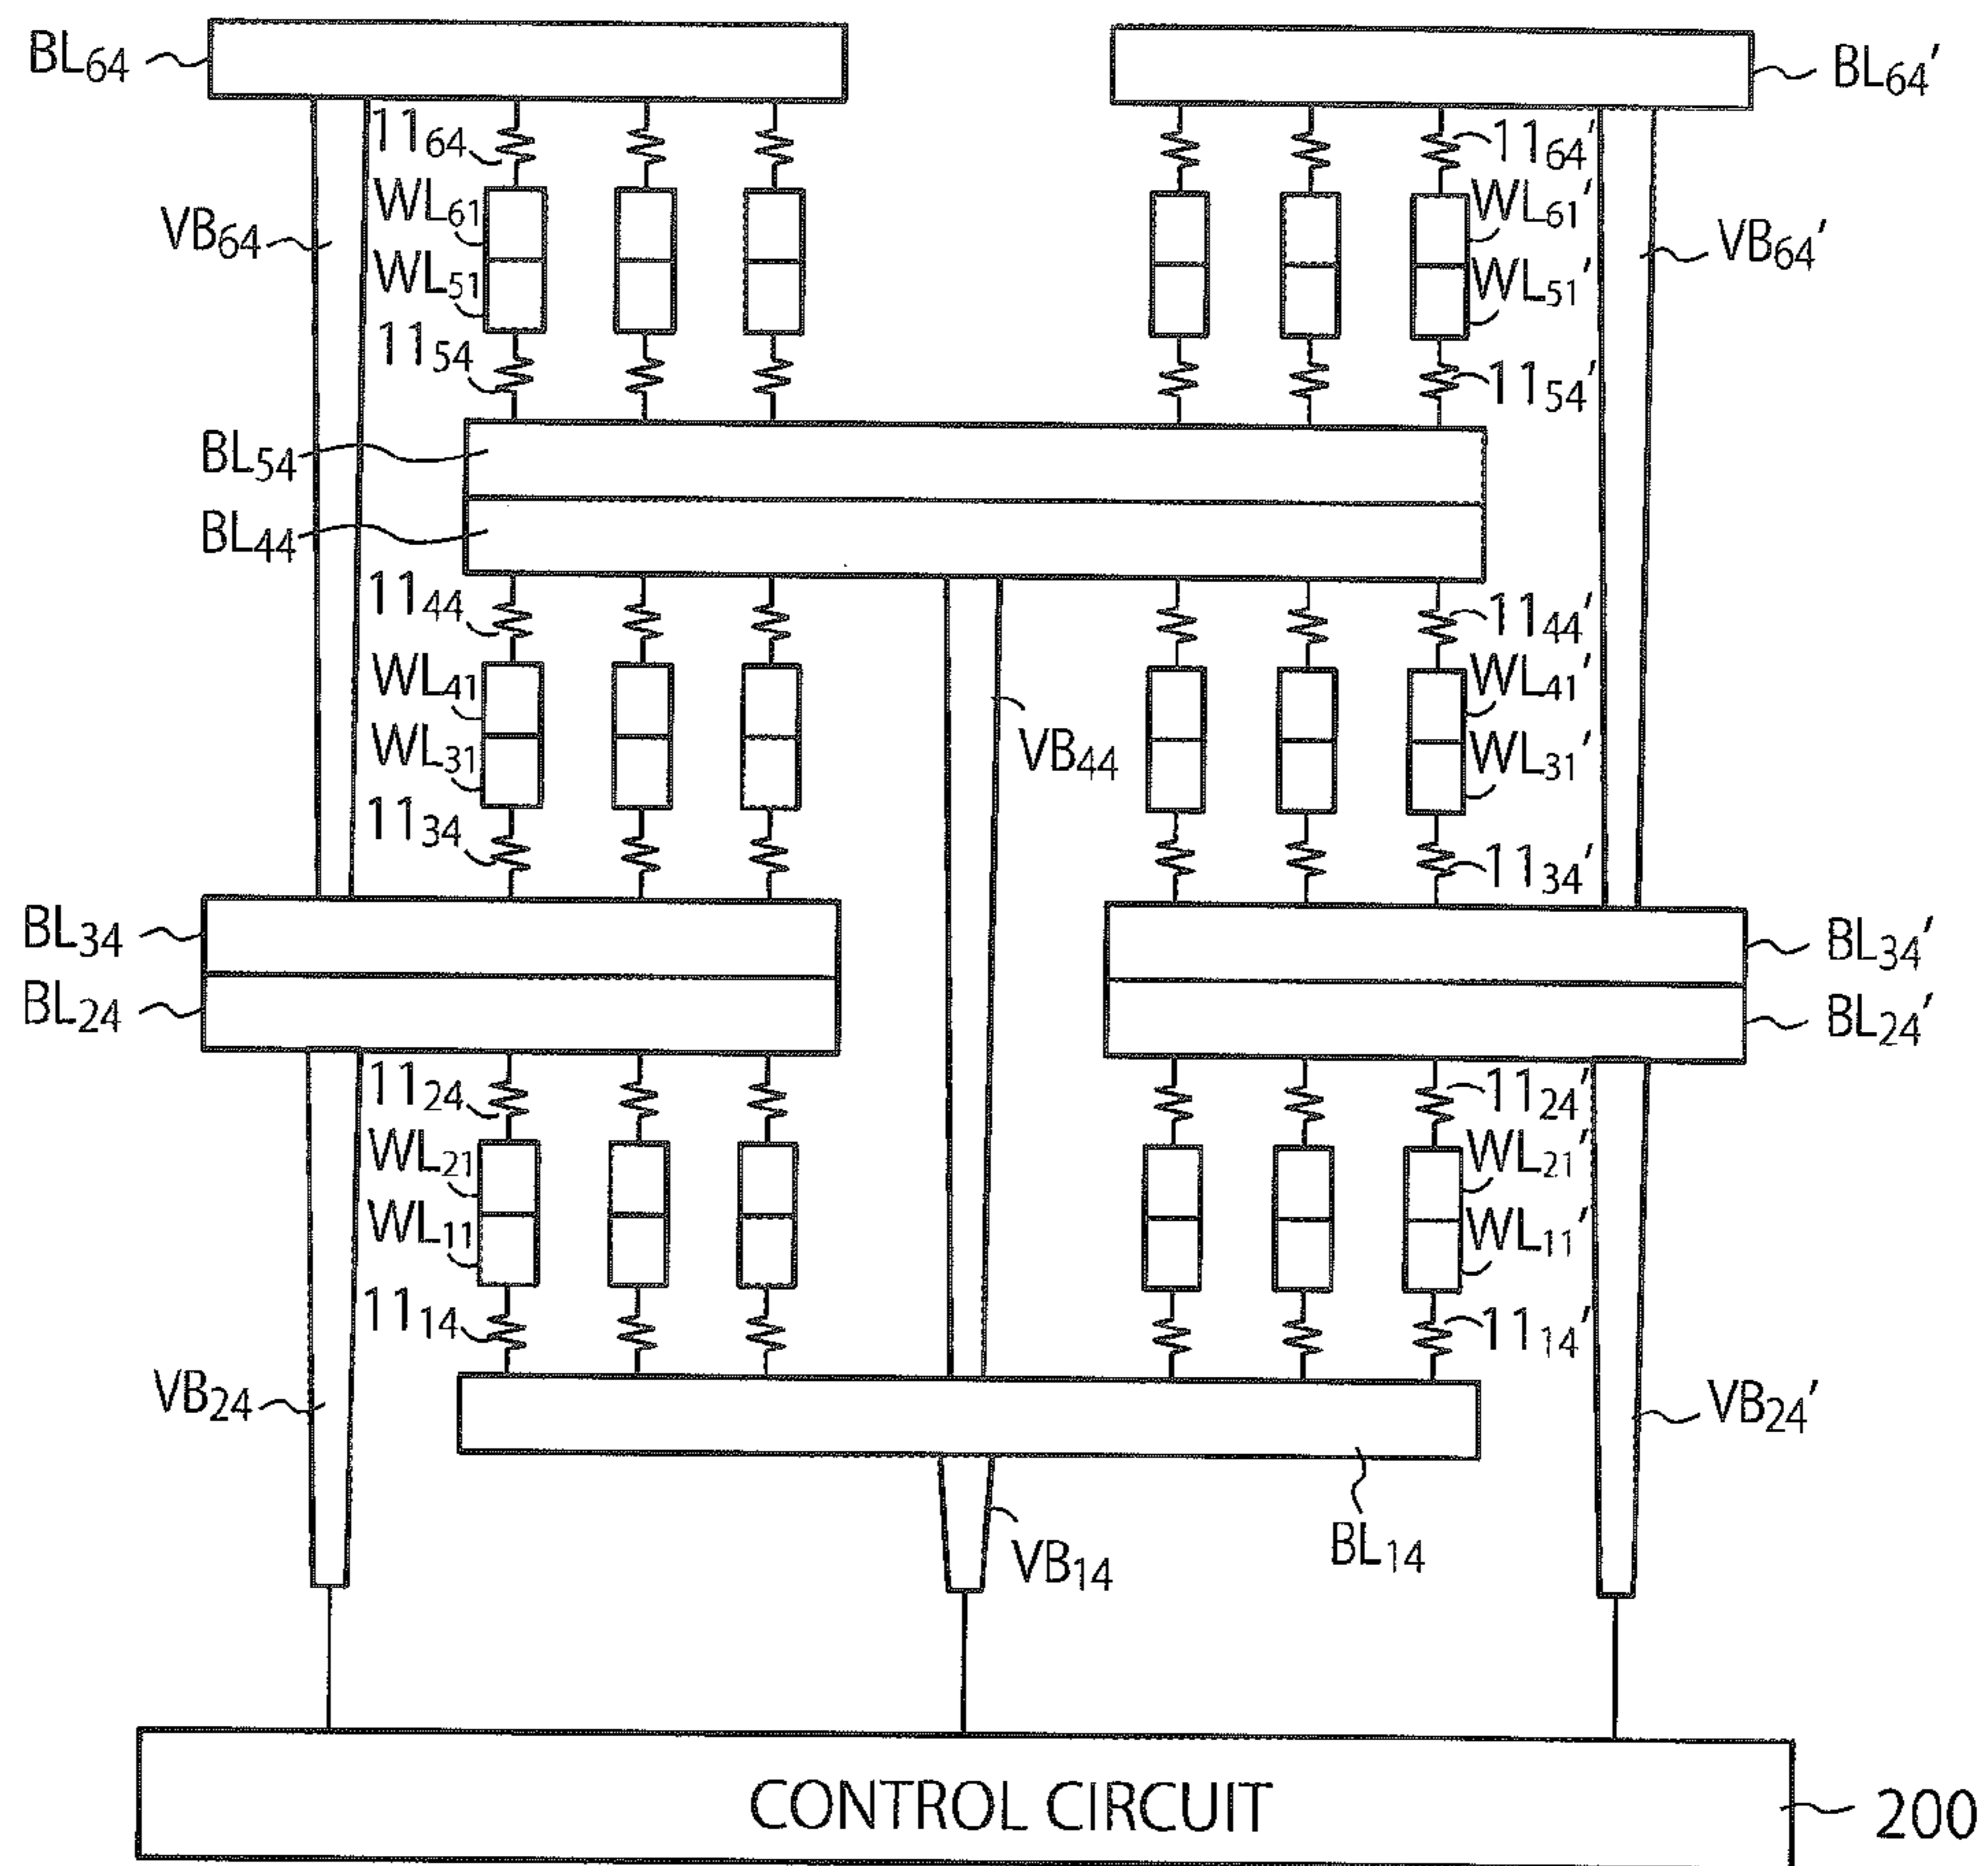 BL64
BL64'
1164
1164'
WL61
WL61'
VB64
VB64'
WL51
WL51'
1154
1154'
BL54
BL44
1144
1144'
WL41
WL41'
WL31
WL31'
VB44
1134
1134'
BL34
BL34'
BL24
BL24'
1124
1124'
WL21
WL21'
WL11
WL11'
1114
1114'
VB24
VB24'
VB14
BL14
CONTROL CIRCUIT
200